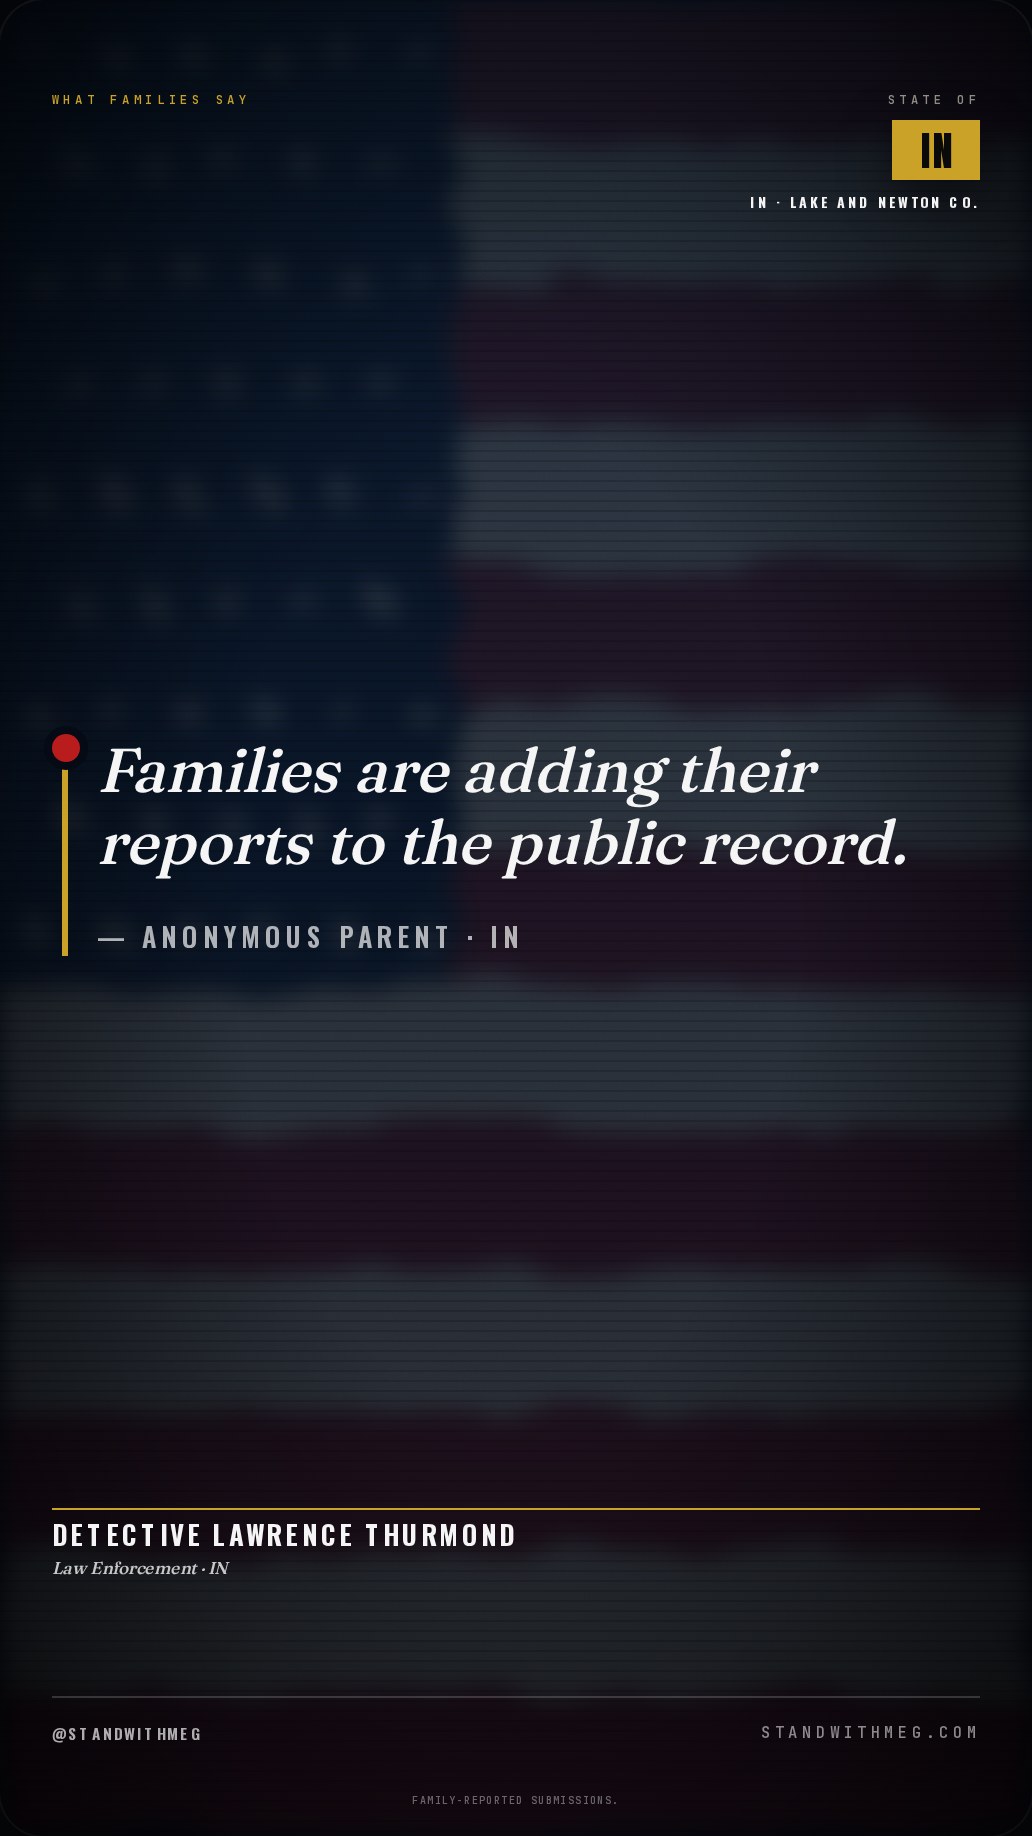 WHAT FAMILIES SAY
STATE OF
IN
IN · LAKE AND NEWTON CO.
Families are adding their
reports to the public record.
— ANONYMOUS PARENT · IN
DETECTIVE LAWRENCE THURMOND
Law Enforcement · IN
@STANDWITHMEG
STANDWITHMEG.COM
FAMILY-REPORTED SUBMISSIONS.